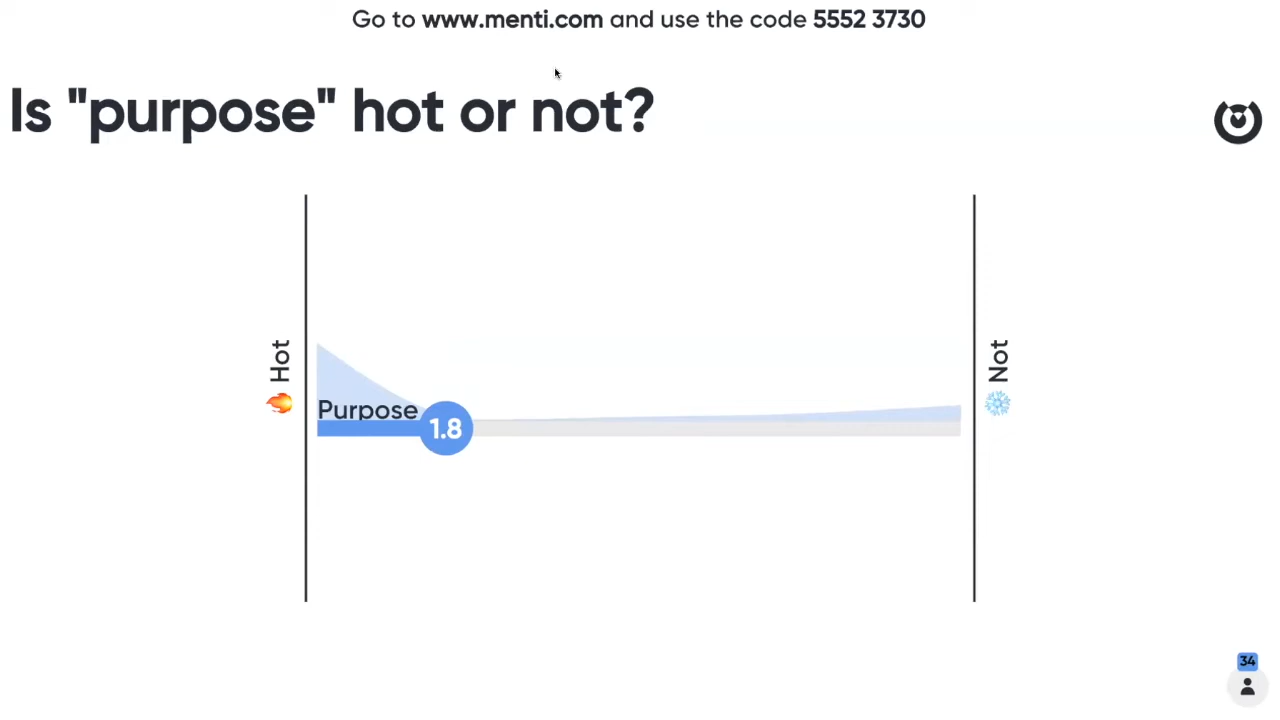 Go to www.menti.com and use the code 5552 3730
Is "purpose" hot or not?
Hot
Purpose
1.8
Not
34